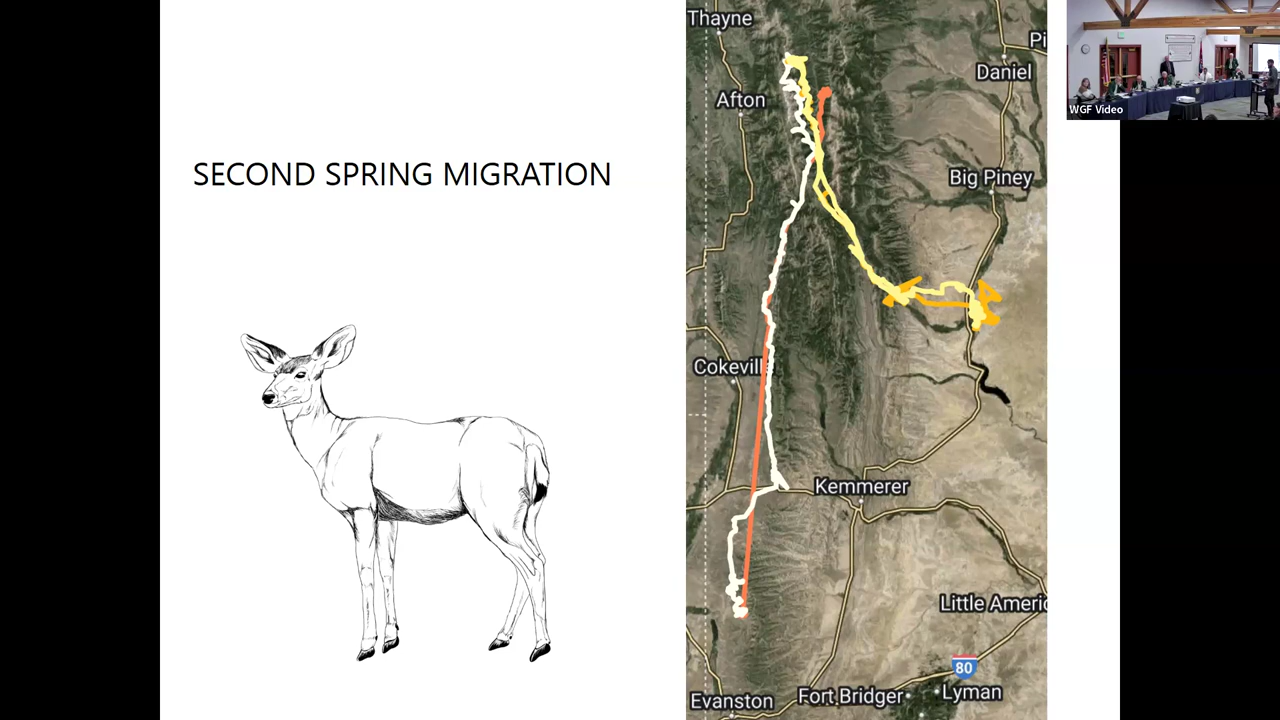 SECOND SPRING MIGRATION
Thayne
Pi
Daniel
Afton
Big Piney
Cokevill
Kemmerer
Little Americ
80
Evanston
Fort Bridger
Lyman
WGF Video